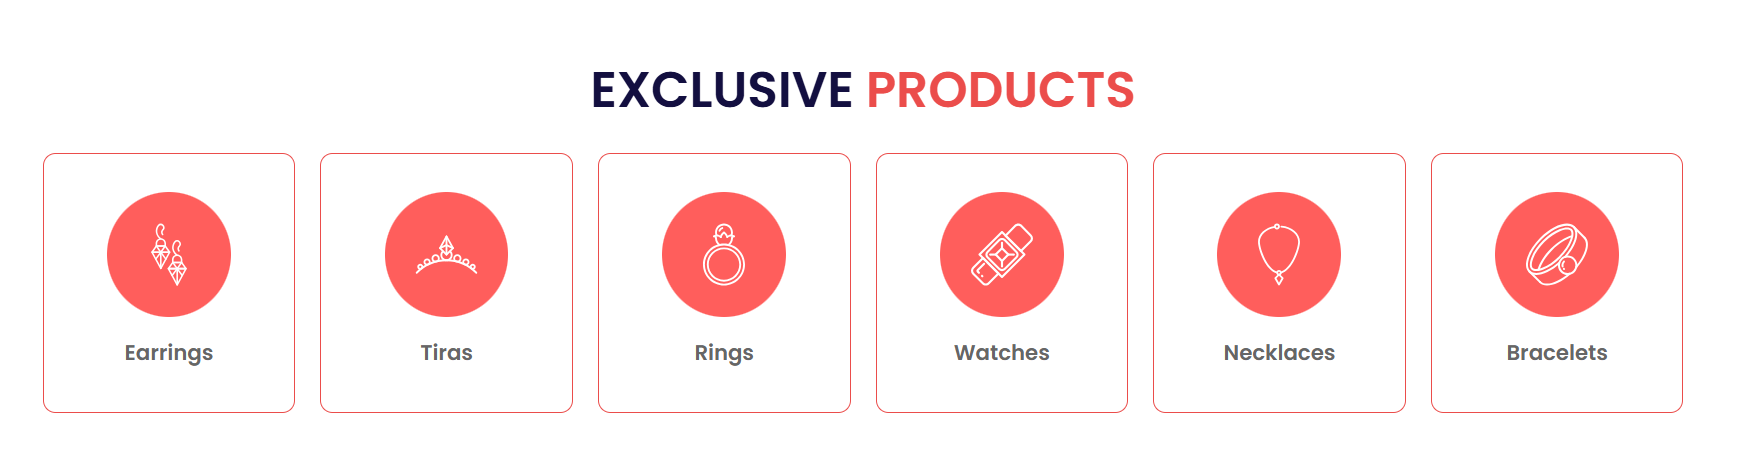 EXCLUSIVE PRODUCTS
Earrings
Tiras
Rings
Watches
Necklaces
Bracelets